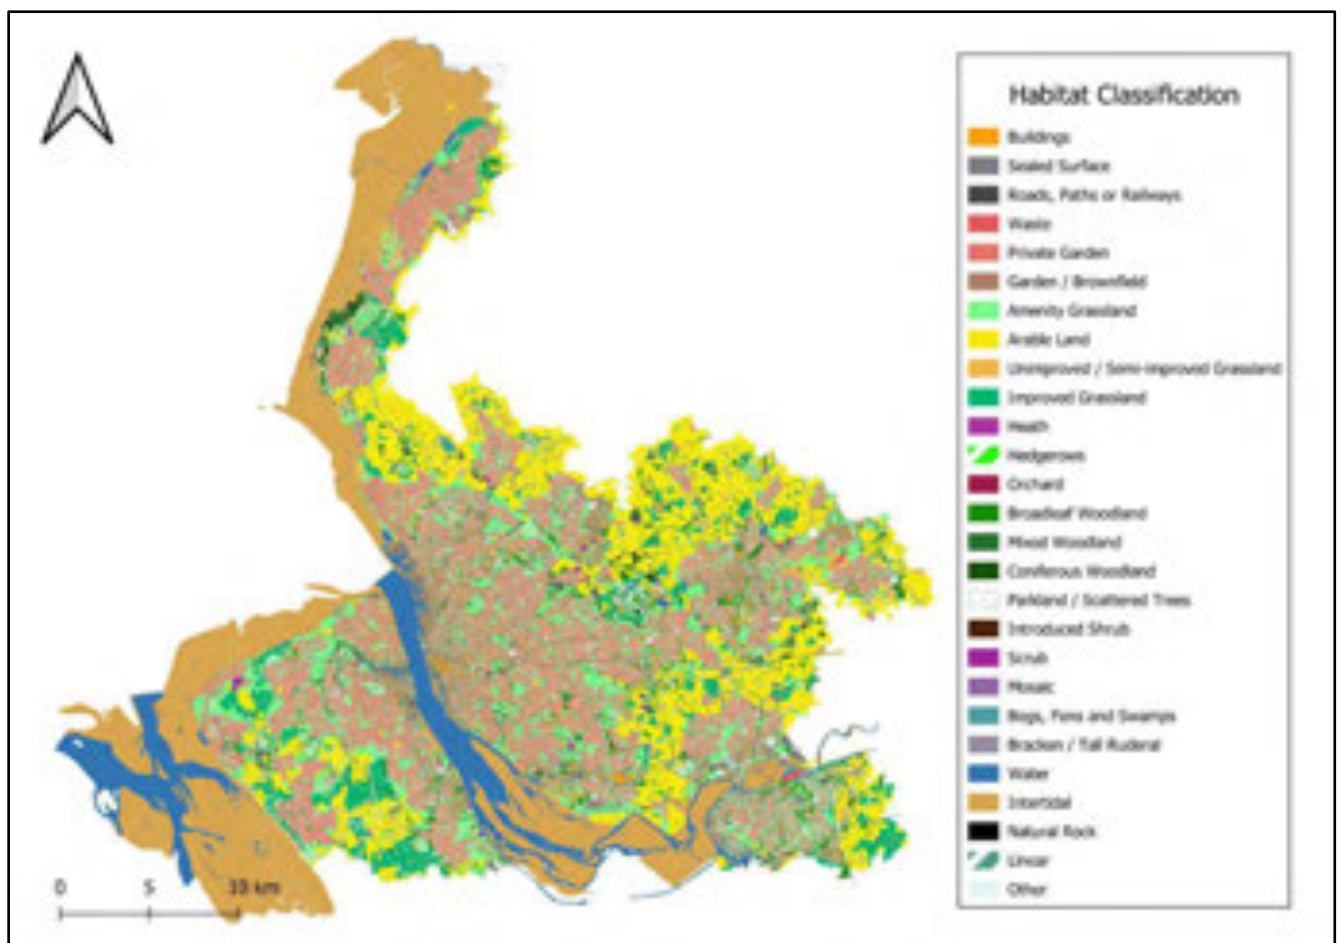 Habitat Classification
Buildings
Sealed Surface
Roads, Paths or Railways
Waste
Private Garden
Garden / Brownfield
Amenity Grassland
Arable Land
Unimproved / Semi-improved Grassland
Improved Grassland
Heath
Hedgerows
Orchard
Broadleaf Woodland
Mixed Woodland
Coniferous Woodland
Parkland / Scattered Trees
Introduced Shrub
Scrub
Mosaic
Bogs, Fens and Swamps
Bracken / Tall Ruderal
Water
Intertidal
Natural Rock
Linear
Other
0 5 10 km